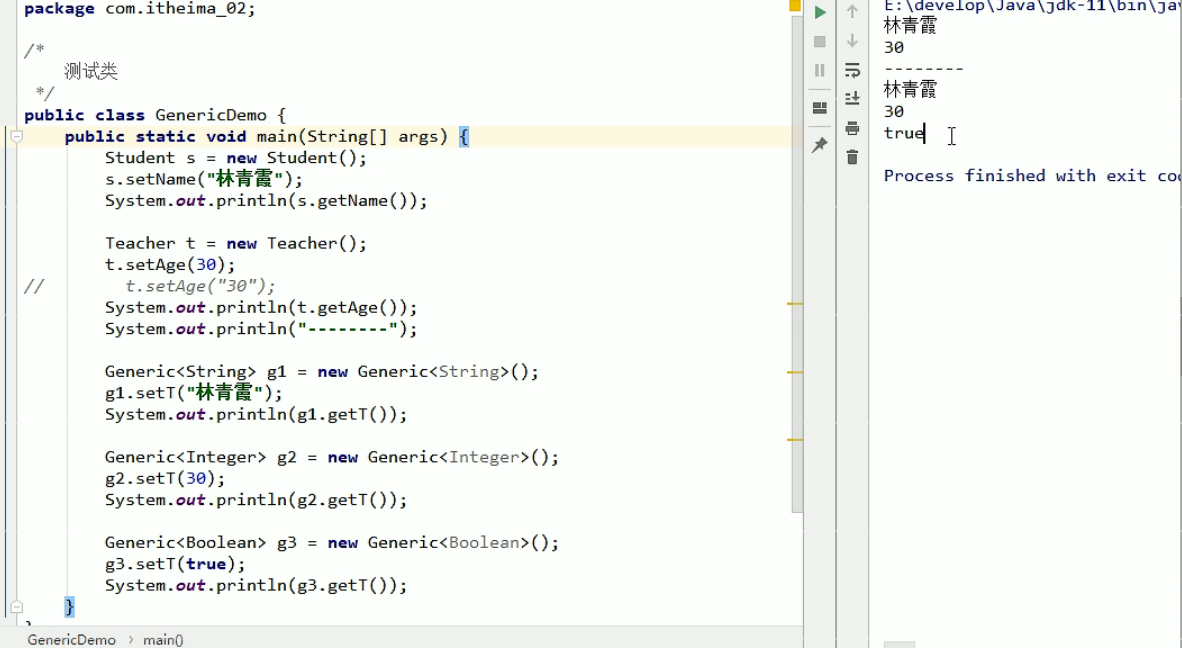 package com.itheima_02;
/*
测试类
*/
public class GenericDemo {
public static void main(String[] args) {
Student s = new Student();
s.setName("林青霞");
System.out.println(s.getName());
Teacher t = new Teacher();
t.setAge(30);
// t.setAge("30");
System.out.println(t.getAge());
System.out.println("--------");
Generic<String> g1 = new Generic<String>();
g1.setT("林青霞");
System.out.println(g1.getT());
Generic<Integer> g2 = new Generic<Integer>();
g2.setT(30);
System.out.println(g2.getT());
Generic<Boolean> g3 = new Generic<Boolean>();
g3.setT(true);
System.out.println(g3.getT());
}
GenericDemo › main()
E:\develop\Java\jdk-11\bin\jav
林青霞
30
--------
林青霞
30
true
Process finished with exit